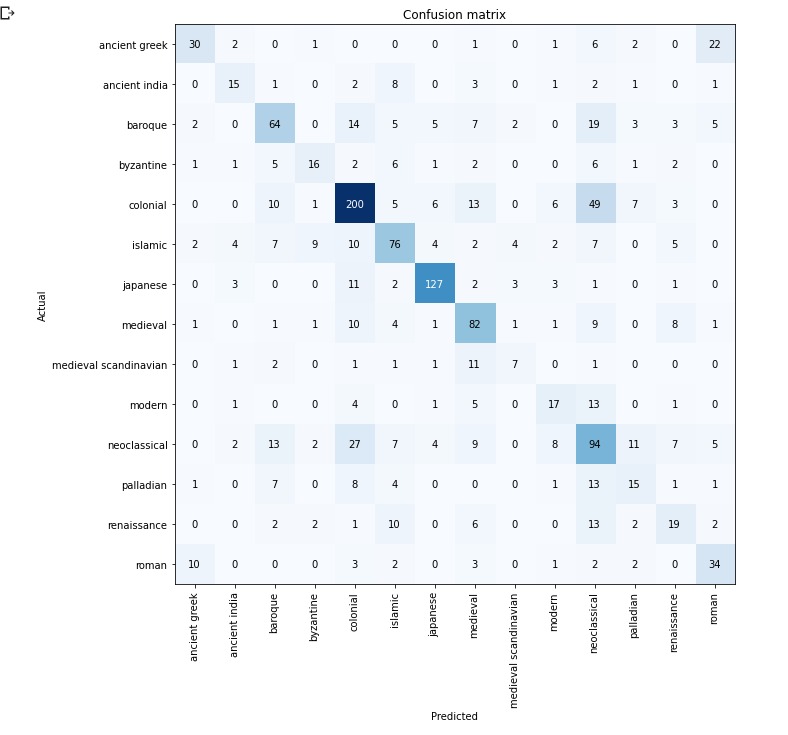 Confusion matrix
ancient greek 30 2 0 1 0 0 0 1 0 1 6 2 0 22
ancient india 0 15 1 0 2 8 0 3 0 1 2 1 0 1
baroque 2 0 64 0 14 5 5 7 2 0 19 3 3 5
byzantine 1 1 5 16 2 6 1 2 0 0 6 1 2 0
colonial 0 0 10 1 200 5 6 13 0 6 49 7 3 0
islamic 2 4 7 9 10 76 4 2 4 2 7 0 5 0
japanese 0 3 0 0 11 2 127 2 3 3 1 0 1 0
Actual
medieval 1 0 1 1 10 4 1 82 1 1 9 0 8 1
medieval scandinavian 0 1 2 0 1 1 1 11 7 0 1 0 0 0
modern 0 1 0 0 4 0 1 5 0 17 13 0 1 0
neoclassical 0 2 13 2 27 7 4 9 0 8 94 11 7 5
palladian 1 0 7 0 8 4 0 0 0 1 13 15 1 1
renaissance 0 0 2 2 1 10 0 6 0 0 13 2 19 2
roman 10 0 0 0 3 2 0 3 0 1 2 2 0 34
ancient greek
ancient india
baroque
byzantine
colonial
islamic
japanese
medieval
medieval scandinavian
modern
neoclassical
palladian
renaissance
roman
Predicted